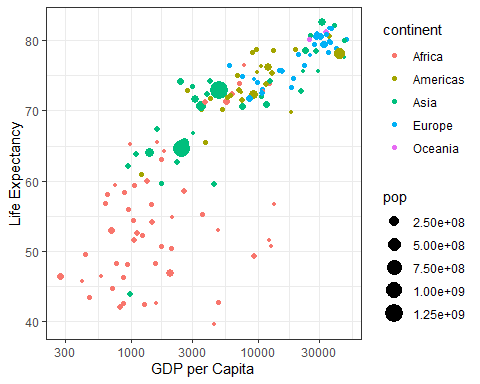 80
70
60
50
40
Life Expectancy
300 1000 3000 10000 30000
GDP per Capita
continent
Africa
Americas
Asia
Europe
Oceania
pop
2.50e+08
5.00e+08
7.50e+08
1.00e+09
1.25e+09